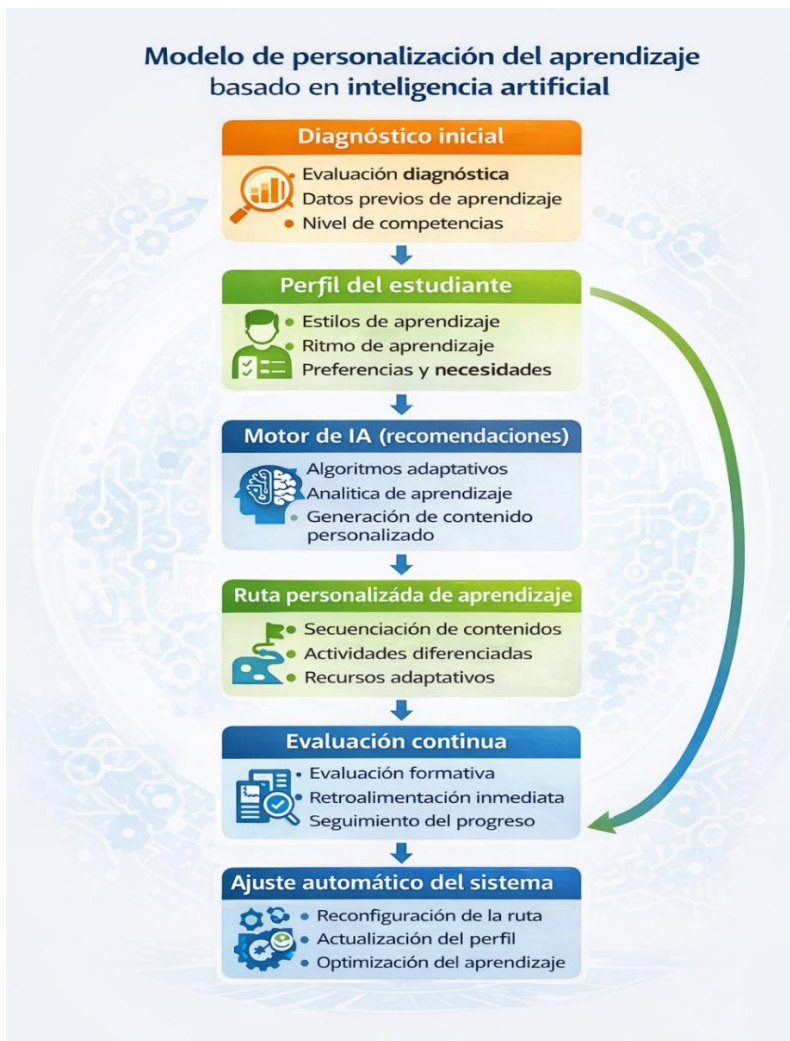 Modelo de personalización del aprendizaje
basado en inteligencia artificial
Diagnóstico inicial
• Evaluación diagnóstica
Datos previos de aprendizaje
• Nivel de competencias
Perfil del estudiante
• Estilos de aprendizaje
• Ritmo de aprendizaje
Preferencias y necesidades
Motor de IA (recomendaciones)
Algoritmos adaptativos
Analitica de aprendizaje
• Generación de contenido
personalizado
Ruta personalizáda de aprendizaje
• Secuenciación de contenidos
• Actividades diferenciadas
• Recursos adaptativos
Evaluación continua
• Evaluación formativa
• Retroalimentación inmediata
Seguimiento del progreso
Ajuste automático del sistema
• Reconfiguración de la ruta
• Actualización del perfil
• Optimización del aprendizaje